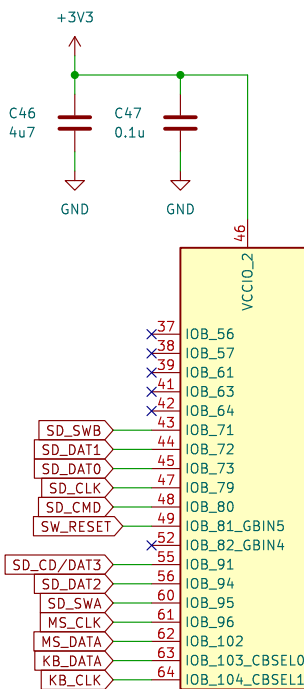 +3V3
C46
4u7
C47
0.1u
GND
GND
46
VCCIO_2
37 IOB_56
38 IOB_57
39 IOB_61
41 IOB_63
42 IOB_64
SD_SWB 43 IOB_71
SD_DAT1 44 IOB_72
SD_DAT0 45 IOB_73
SD_CLK 47 IOB_79
SD_CMD 48 IOB_80
SW_RESET 49 IOB_81_GBIN5
52 IOB_82_GBIN4
SD_CD/DAT3 55 IOB_91
SD_DAT2 56 IOB_94
SD_SWA 60 IOB_95
MS_CLK 61 IOB_96
MS_DATA 62 IOB_102
KB_DATA 63 IOB_103_CBSEL0
KB_CLK 64 IOB_104_CBSEL1